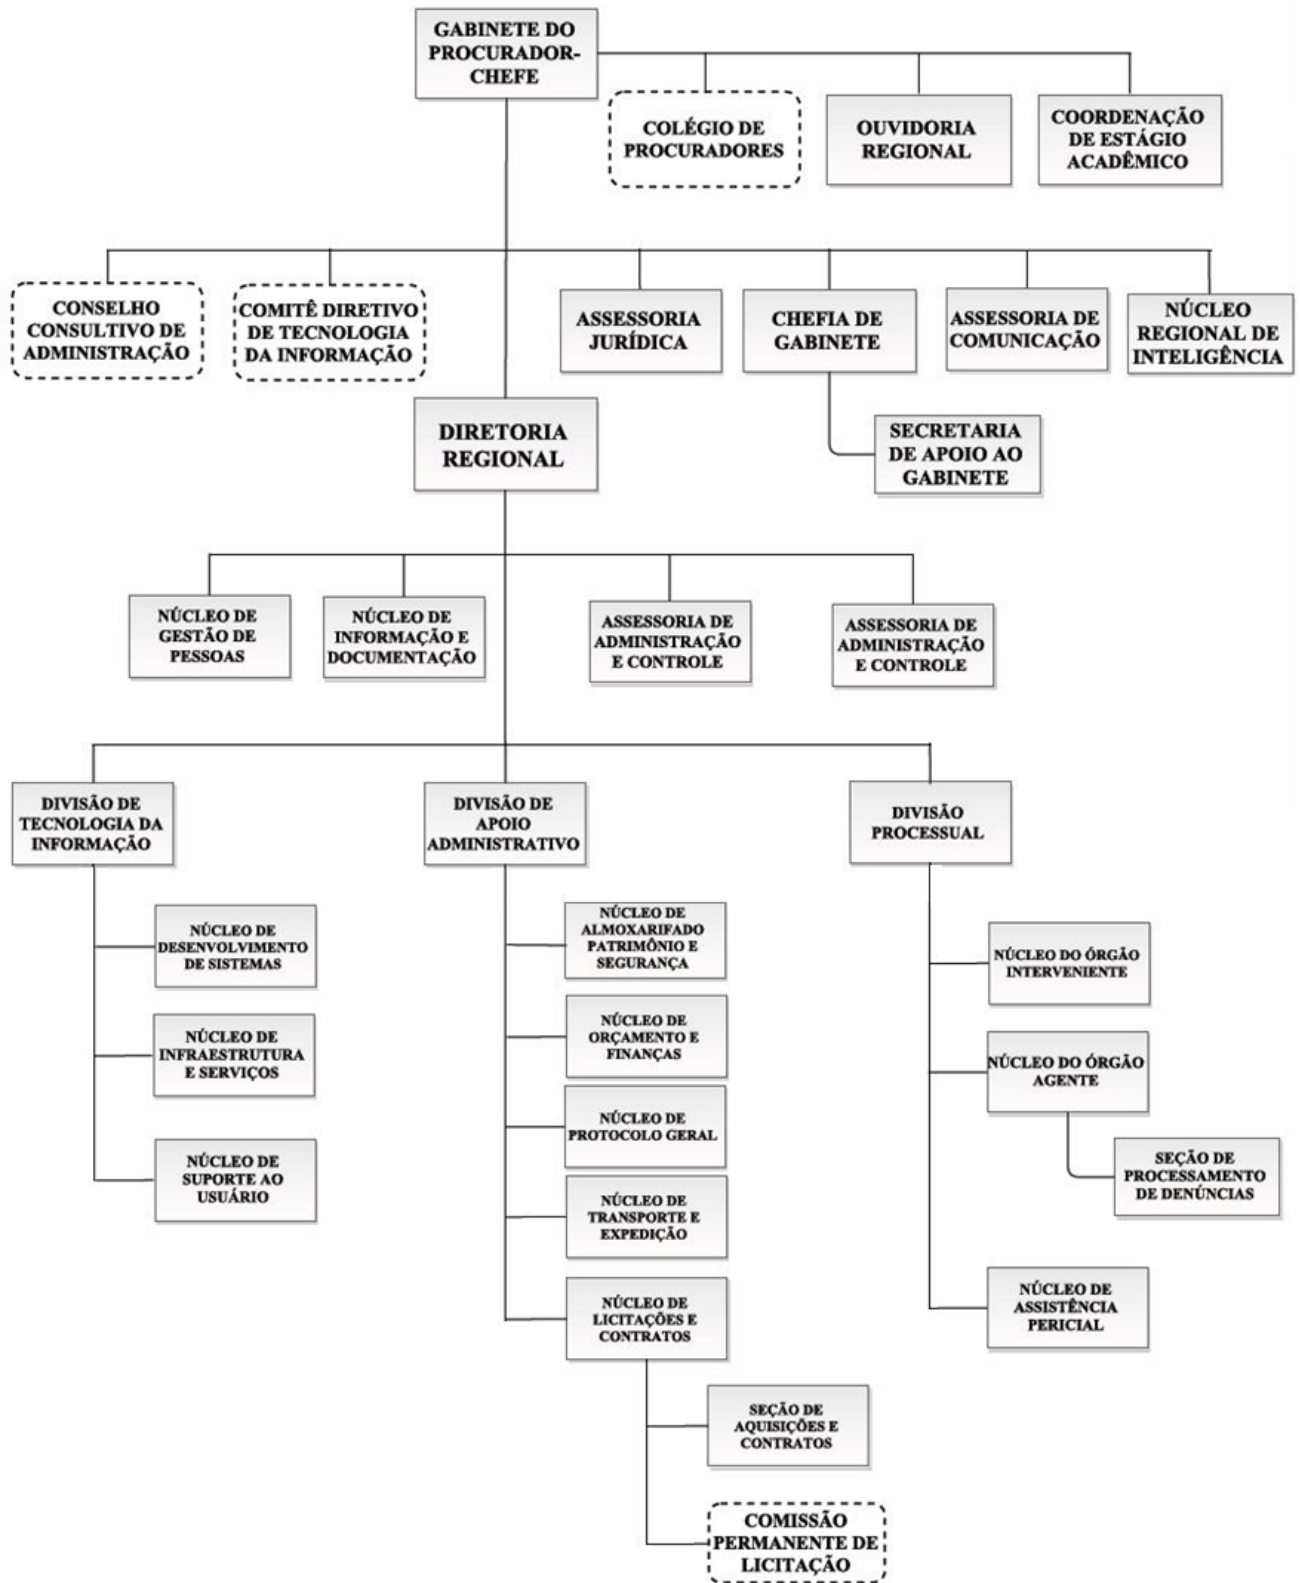 GABINETE DO
PROCURADOR-
CHEFE
COLÉGIO DE
PROCURADORES
OUVIDORIA
REGIONAL
COORDENAÇÃO
DE ESTÁGIO
ACADÊMICO
CONSELHO
CONSULTIVO DE
ADMINISTRAÇÃO
COMITÊ DIRETIVO
DE TECNOLOGIA
DA INFORMAÇÃO
ASSESSORIA
JURÍDICA
CHEFIA DE
GABINETE
ASSESSORIA DE
COMUNICAÇÃO
NÚCLEO
REGIONAL DE
INTELIGÊNCIA
DIRETORIA
REGIONAL
SECRETARIA
DE APOIO AO
GABINETE
NÚCLEO DE
GESTÃO DE
PESSOAS
NÚCLEO DE
INFORMAÇÃO E
DOCUMENTAÇÃO
ASSESSORIA DE
ADMINISTRAÇÃO
E CONTROLE
ASSESSORIA DE
ADMINISTRAÇÃO
E CONTROLE
DIVISÃO DE
TECNOLOGIA DA
INFORMAÇÃO
DIVISÃO DE
APOIO
ADMINISTRATIVO
DIVISÃO
PROCESSUAL
NÚCLEO DE
DESENVOLVIMENTO
DE SISTEMAS
NÚCLEO DE
INFRAESTRUTURA
E SERVIÇOS
NÚCLEO DE
SUPORTE AO
USUÁRIO
NÚCLEO DE
ALMOXARIFADO
PATRIMÔNIO E
SEGURANÇA
NÚCLEO DE
ORÇAMENTO E
FINANÇAS
NÚCLEO DE
PROTOCOLO GERAL
NÚCLEO DE
TRANSPORTE E
EXPEDIÇÃO
NÚCLEO DE
LICITAÇÕES E
CONTRATOS
SEÇÃO DE
AQUISIÇÕES E
CONTRATOS
COMISSÃO
PERMANENTE DE
LICITAÇÃO
NÚCLEO DO ÓRGÃO
INTERVENIENTE
NÚCLEO DO ÓRGÃO
AGENTE
SEÇÃO DE
PROCESSAMENTO
DE DENÚNCIAS
NÚCLEO DE
ASSISTÊNCIA
PERICIAL